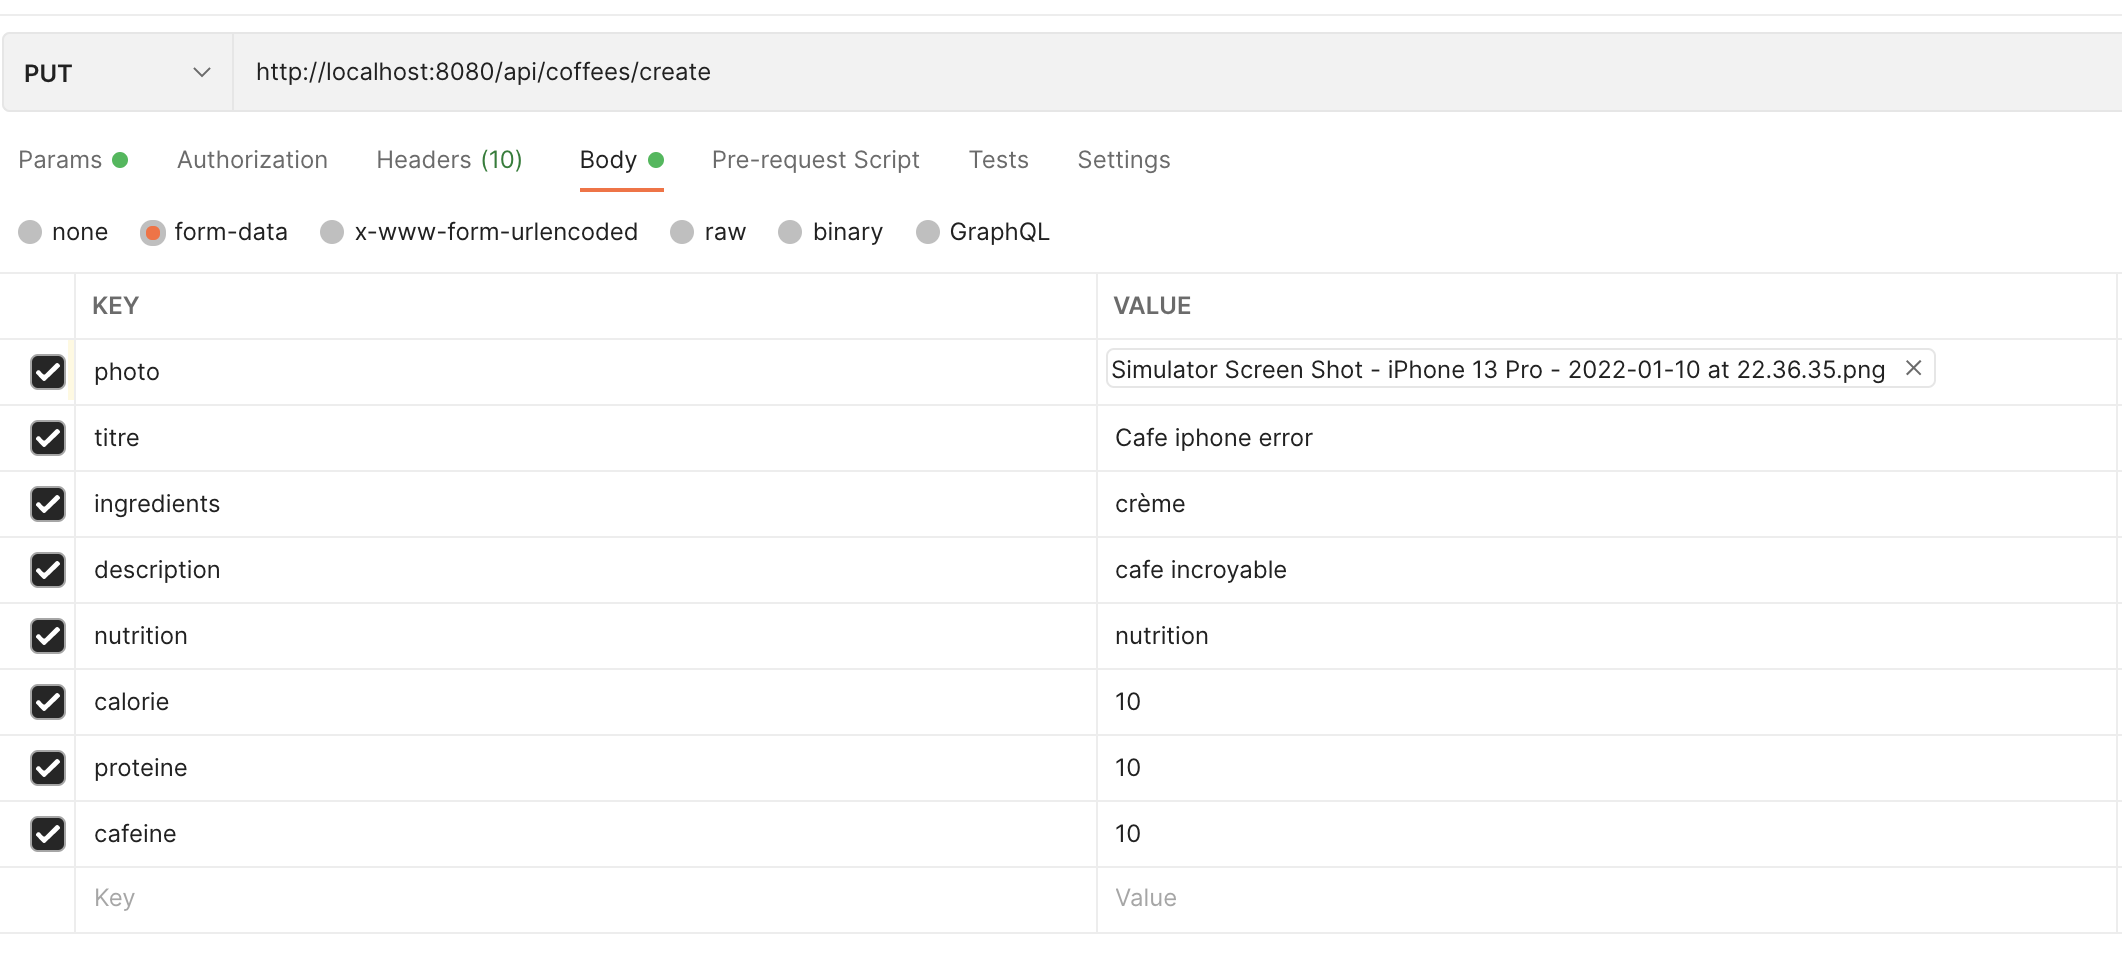 PUT http://localhost:8080/api/coffees/create
Params Authorization Headers (10) Body Pre-request Script Tests Settings
none form-data x-www-form-urlencoded raw binary GraphQL
KEY VALUE
photo Simulator Screen Shot - iPhone 13 Pro - 2022-01-10 at 22.36.35.png
titre Cafe iphone error
ingredients crème
description cafe incroyable
nutrition nutrition
calorie 10
proteine 10
cafeine 10
Key Value